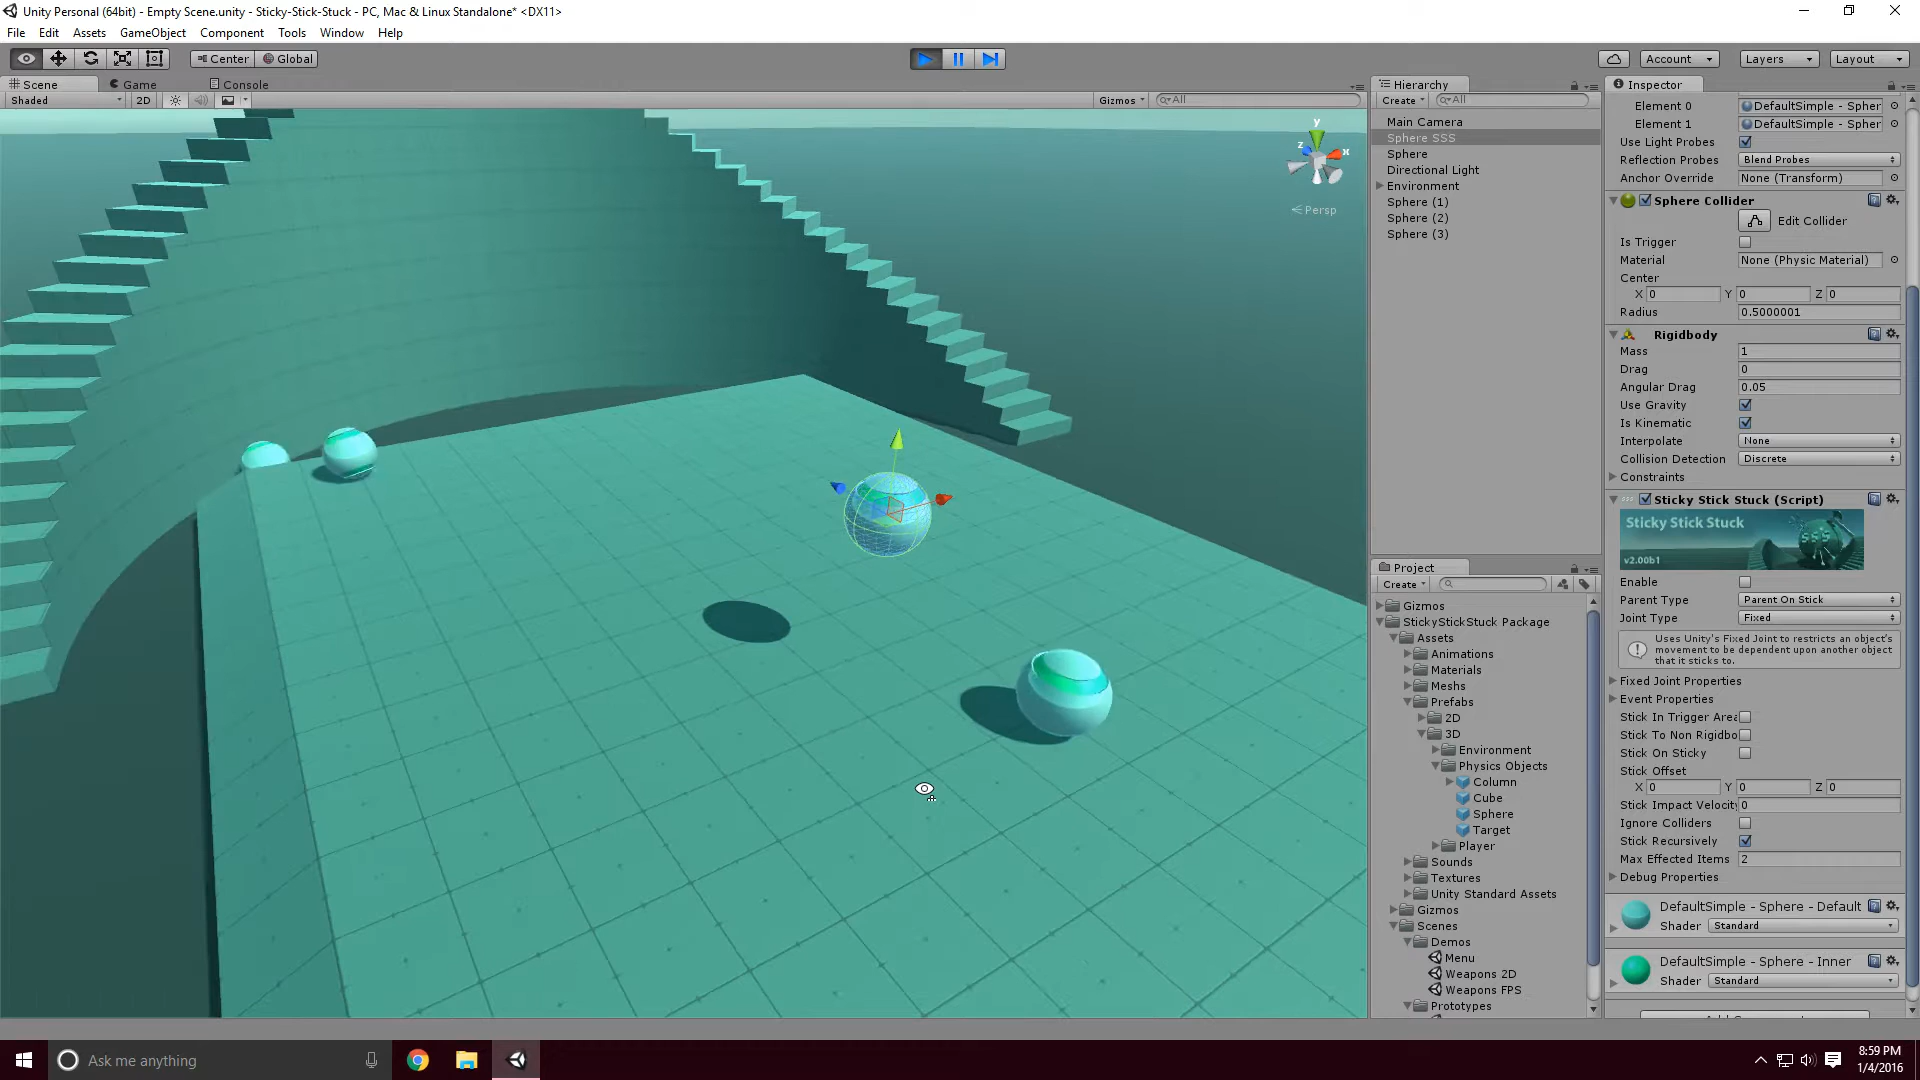 Unity Personal (64bit) - Empty Scene.unity - Sticky-Stick-Stuck - PC, Mac & Linux Standalone* <DX11>
File Edit Assets GameObject Component Tools Window Help
Center Global
Account Layers Layout
Scene Game Console
Shaded 2D Gizmos All
y
z x
Persp
Hierarchy
Create All
Main Camera
Sphere SSS
Sphere
Directional Light
Environment
Sphere (1)
Sphere (2)
Sphere (3)
Project
Create
Gizmos
StickyStickStuck Package
Assets
Animations
Materials
Meshes
Prefabs
2D
3D
Environment
Physics Objects
Column
Cube
Sphere
Target
Player
Sounds
Textures
Unity Standard Assets
Gizmos
Scenes
Demos
Menu
Weapons 2D
Weapons FPS
Prototypes
Inspector
Element 0 DefaultSimple - Spher
Element 1 DefaultSimple - Spher
Use Light Probes
Reflection Probes Blend Probes
Anchor Override None (Transform)
Sphere Collider
Edit Collider
Is Trigger
Material None (Physic Material)
Center
X 0 Y 0 Z 0
Radius 0.5000001
Rigidbody
Mass 1
Drag 0
Angular Drag 0.05
Use Gravity
Is Kinematic
Interpolate None
Collision Detection Discrete
Constraints
Sticky Stick Stuck (Script)
Sticky Stick Stuck
SSS
v2.00b1
Enable
Parent Type Parent On Stick
Joint Type Fixed
Uses Unity's Fixed Joint to restricts an object's
movement to be dependent upon another object
that it sticks to.
Fixed Joint Properties
Event Properties
Stick In Trigger Area
Stick To Non Rigidbo
Stick On Sticky
Stick Offset
X 0 Y 0 Z 0
Stick Impact Velocity 0
Ignore Colliders
Stick Recursively
Max Effected Items 2
Debug Properties
DefaultSimple - Sphere - Default
Shader Standard
DefaultSimple - Sphere - Inner
Shader Standard
Ask me anything
8:59 PM
1/4/2016